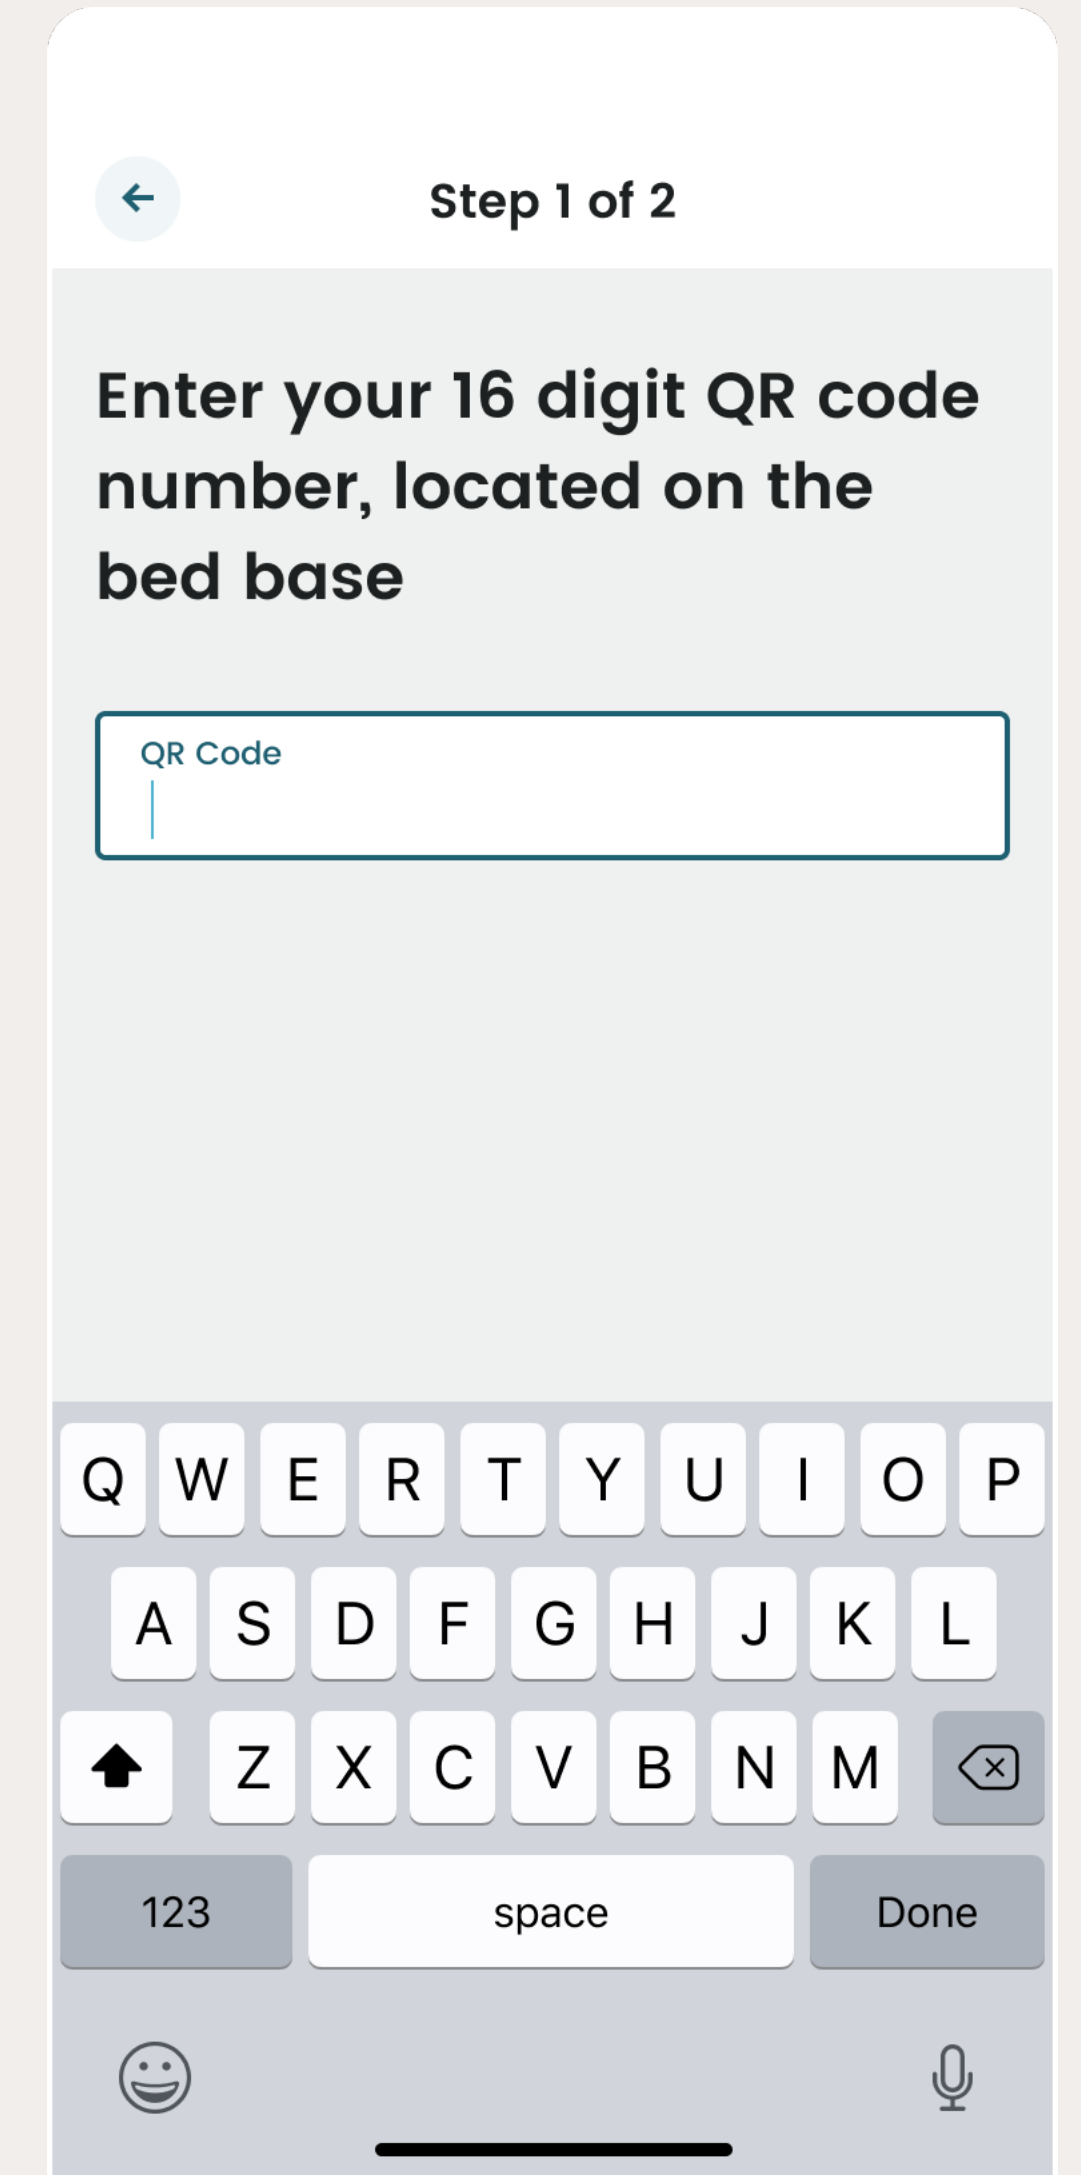 Step 1 of 2
Enter your 16 digit QR code
number, located on the
bed base
QR Code
Q W E R T Y U I O P
A S D F G H J K L
Z X C V B N M
123 space Done